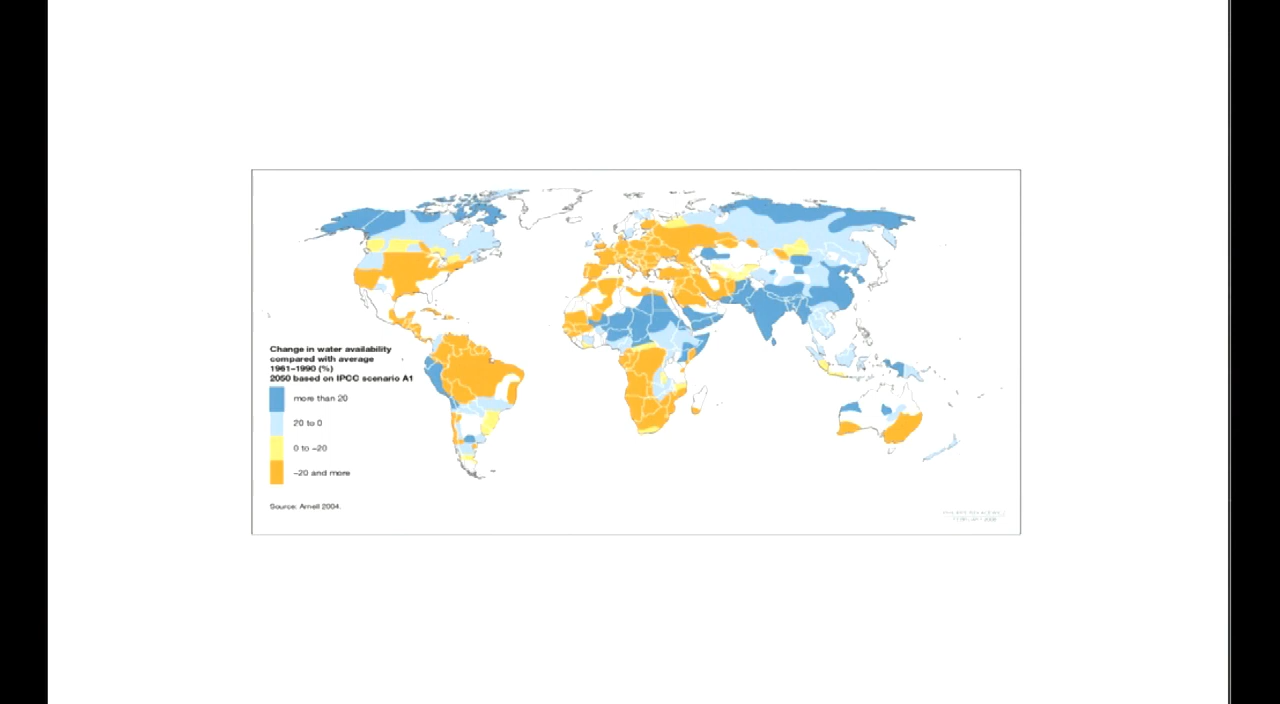 Change in water availability
compared with average
1961–1990 (%)
2050 based on IPCC scenario A1
more than 20
20 to 0
0 to –20
–20 and more
Source: Arnell 2004.